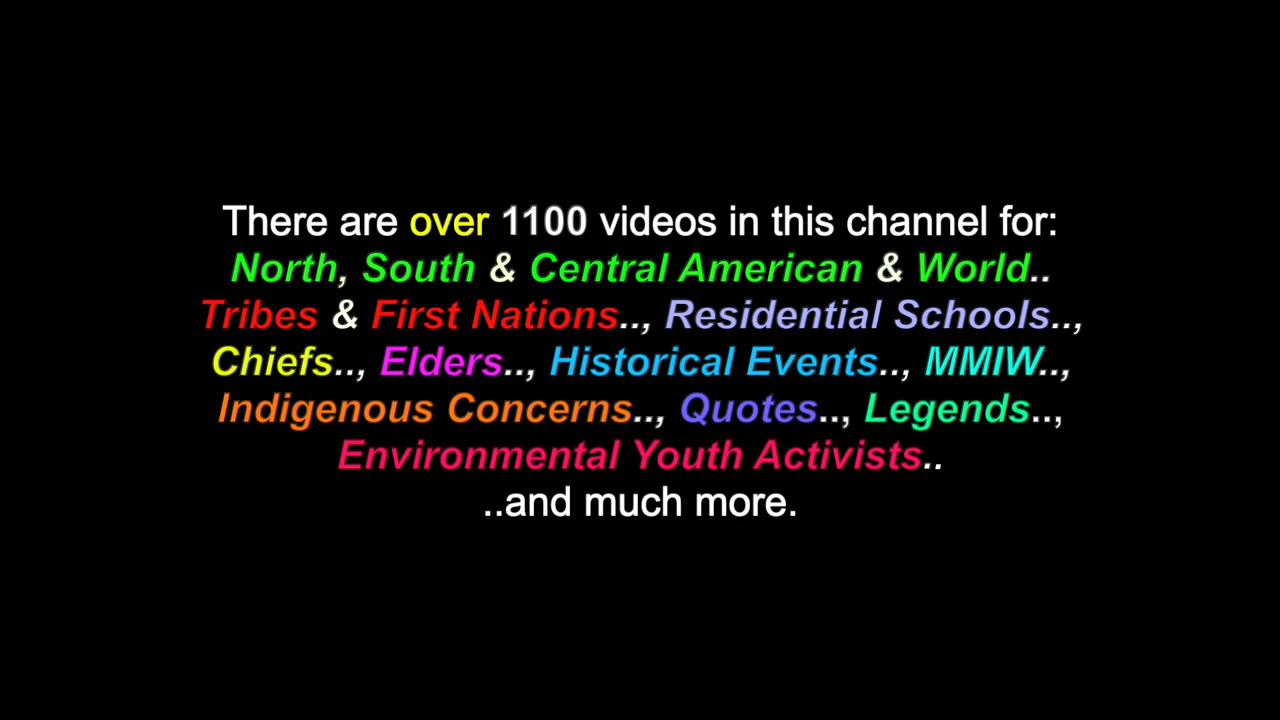 There are over 1100 videos in this channel for:
North, South & Central American & World..
Tribes & First Nations.., Residential Schools..,
Chiefs.., Elders.., Historical Events.., MMIW..,
Indigenous Concerns.., Quotes.., Legends..,
Environmental Youth Activists..
..and much more.